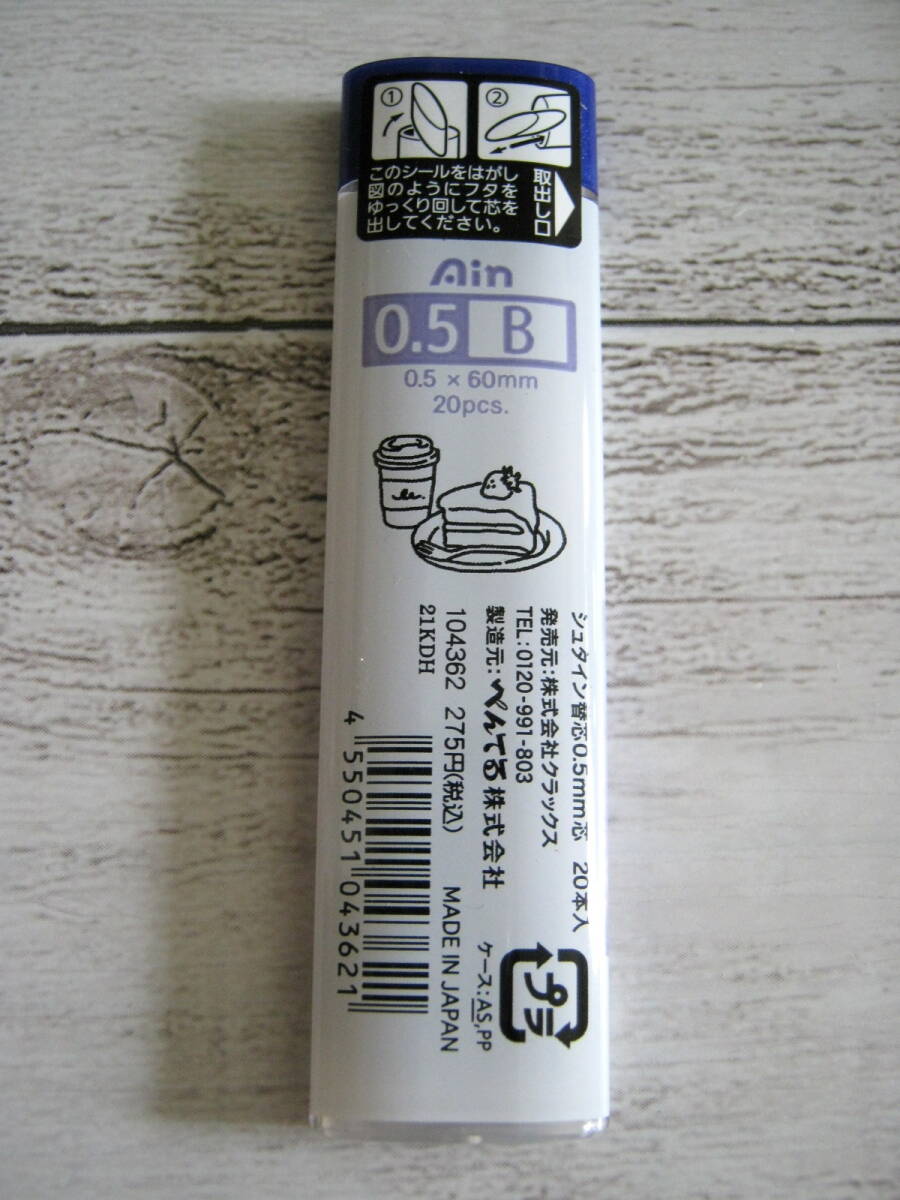 ① ②
このシールをはがし
図のようにフタを
ゆっくり回して芯を
出してください。
取出し口
Ain
0.5 B
0.5 × 60mm
20pcs.
シュタイン替芯0.5mm芯 20本入
発売元:株式会社クラックス
TEL:0120-991-803
製造元:ぺんてる株式会社
104362 275円(税込) MADE IN JAPAN
21KDH
ケース:AS,PP
プラ
4 550451 043621